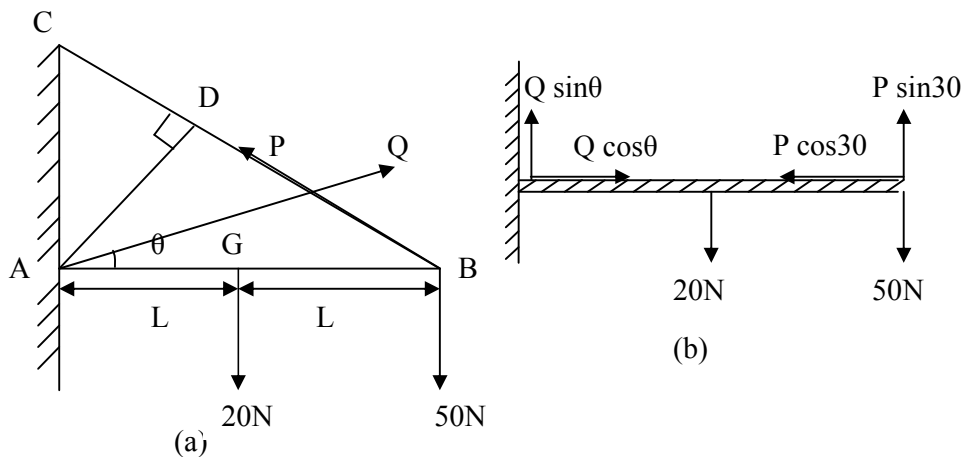 C
D
P
Q
A
θ
G
B
L
L
20N
50N
(a)
Q sinθ
P sin30
Q cosθ
P cos30
20N
50N
(b)